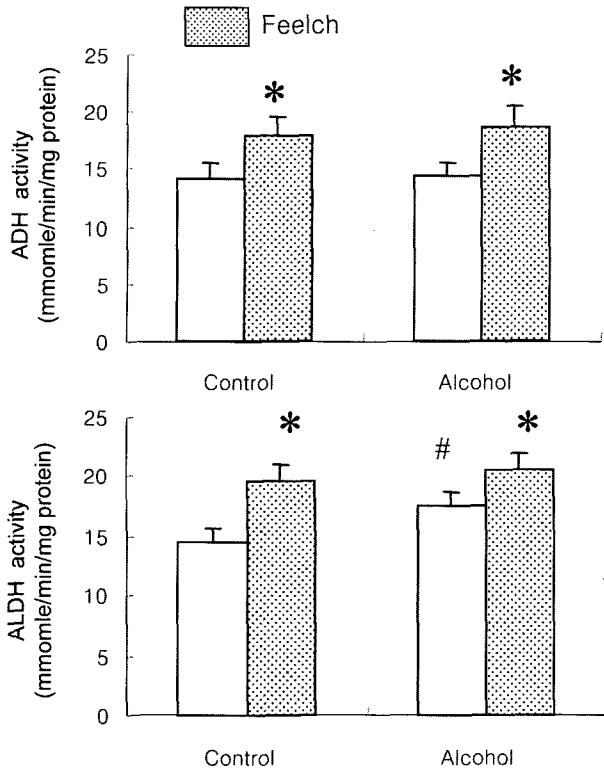 Feelch
25
20
15
10
5
0
ADH activity
(mmomle/min/mg protein)
*
*
Control Alcohol
25
20
15
10
5
0
ALDH activity
(mmomle/min/mg protein)
*
#
*
Control Alcohol